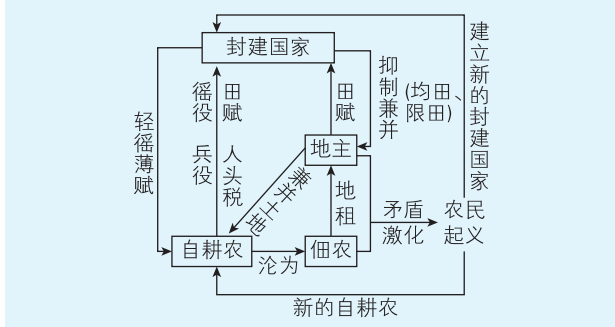 封建国家
建立新的封建国家
抑制兼并
(均田、
限田)
徭役
田赋
兵役
人头税
田赋
轻徭薄赋
地主
兼并土地
地租
自耕农
沦为
佃农
矛盾
激化
农民
起义
新的自耕农